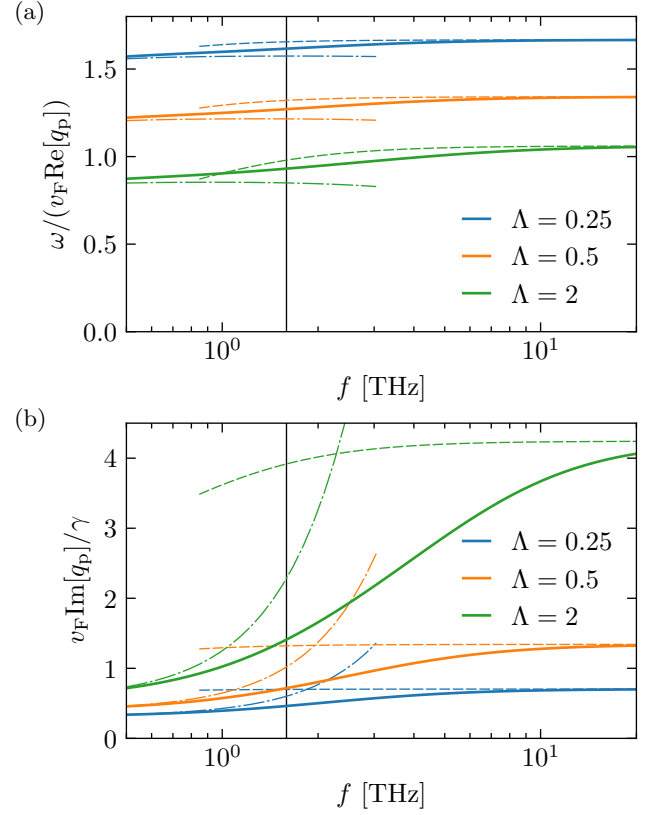 (a)
ω/(v_F Re[q_p])
1.5
1.0
0.5
0.0
Λ = 0.25
Λ = 0.5
Λ = 2
10^0
10^1
f [THz]
(b)
v_F Im[q_p]/γ
4
3
2
1
0
Λ = 0.25
Λ = 0.5
Λ = 2
10^0
10^1
f [THz]